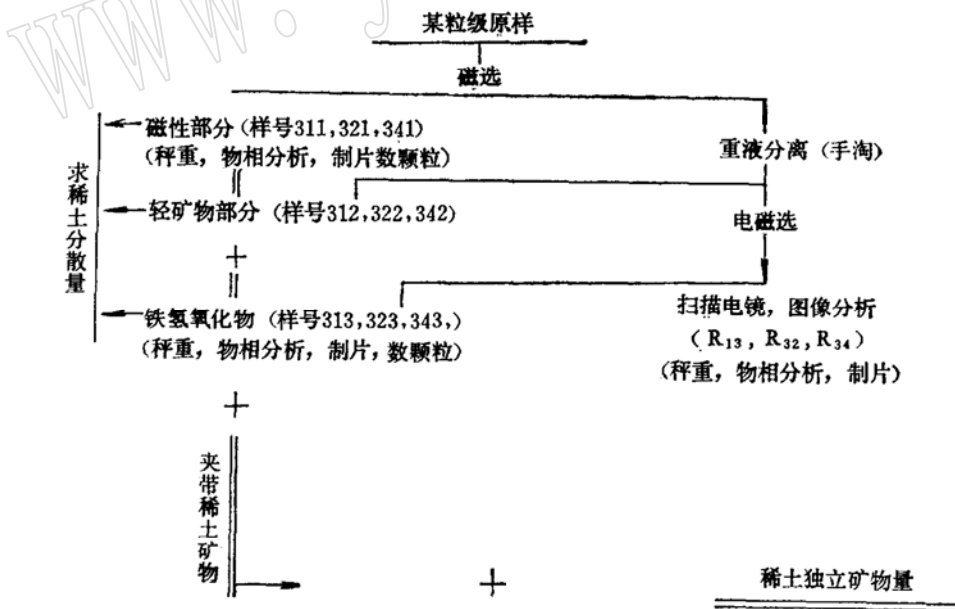 某粒级原样
磁选
磁性部分(样号311,321,341)
(秤重,物相分析,制片数颗粒)
重液分离(手淘)
求稀土分散量
轻矿物部分(样号312,322,342)
电磁选
铁氢氧化物(样号313,323,343,)
(秤重,物相分析,制片,数颗粒)
扫描电镜,图像分析
(R₁₃,R₃₂,R₃₄)
(秤重,物相分析,制片)
夹带稀土矿物
稀土独立矿物量